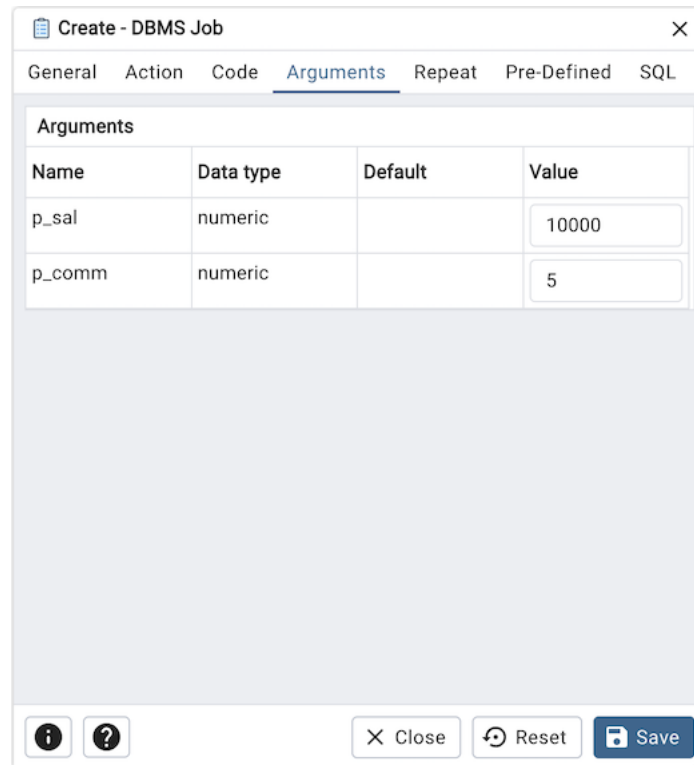 Create - DBMS Job
General Action Code Arguments Repeat Pre-Defined SQL
Arguments
Name Data type Default Value
p_sal numeric 10000
p_comm numeric 5
Close Reset Save